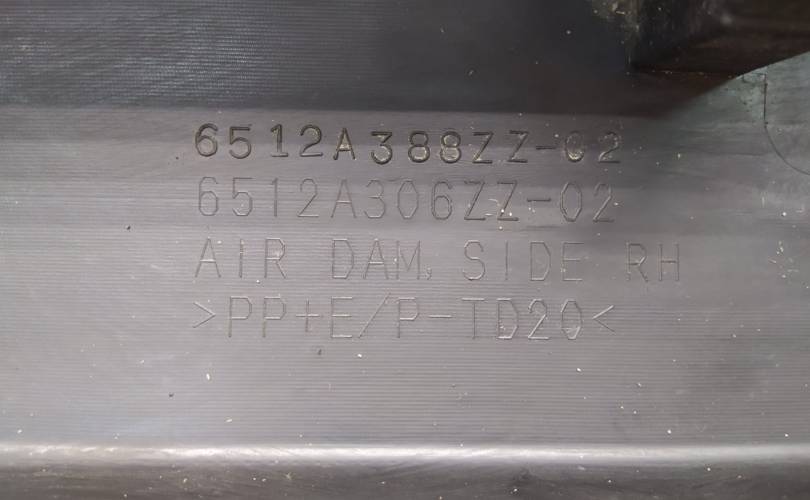 6512A388ZZ-02
6512A306ZZ-02
AIR DAM, SIDE RH
>PP+E/P-TD20<